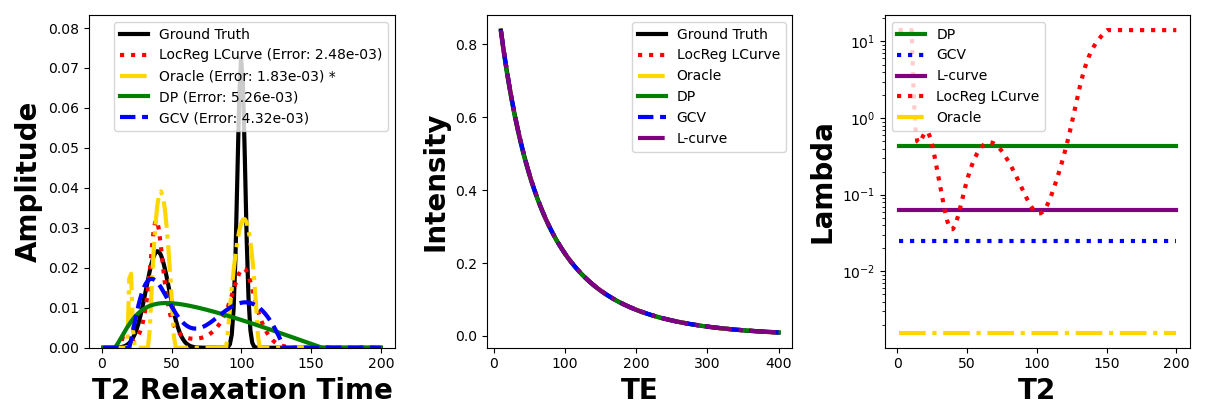 0.08
0.07
0.06
0.05
0.04
0.03
0.02
0.01
0.00
Amplitude
Ground Truth
LocReg LCurve (Error: 2.48e-03)
Oracle (Error: 1.83e-03) *
DP (Error: 5.26e-03)
GCV (Error: 4.32e-03)
0 50 100 150 200
T2 Relaxation Time
0.8
0.6
0.4
0.2
0.0
Intensity
Ground Truth
LocReg LCurve
Oracle
DP
GCV
L-curve
0 100 200 300 400
TE
10¹
10⁰
10⁻¹
10⁻²
Lambda
DP
GCV
L-curve
LocReg LCurve
Oracle
0 50 100 150 200
T2